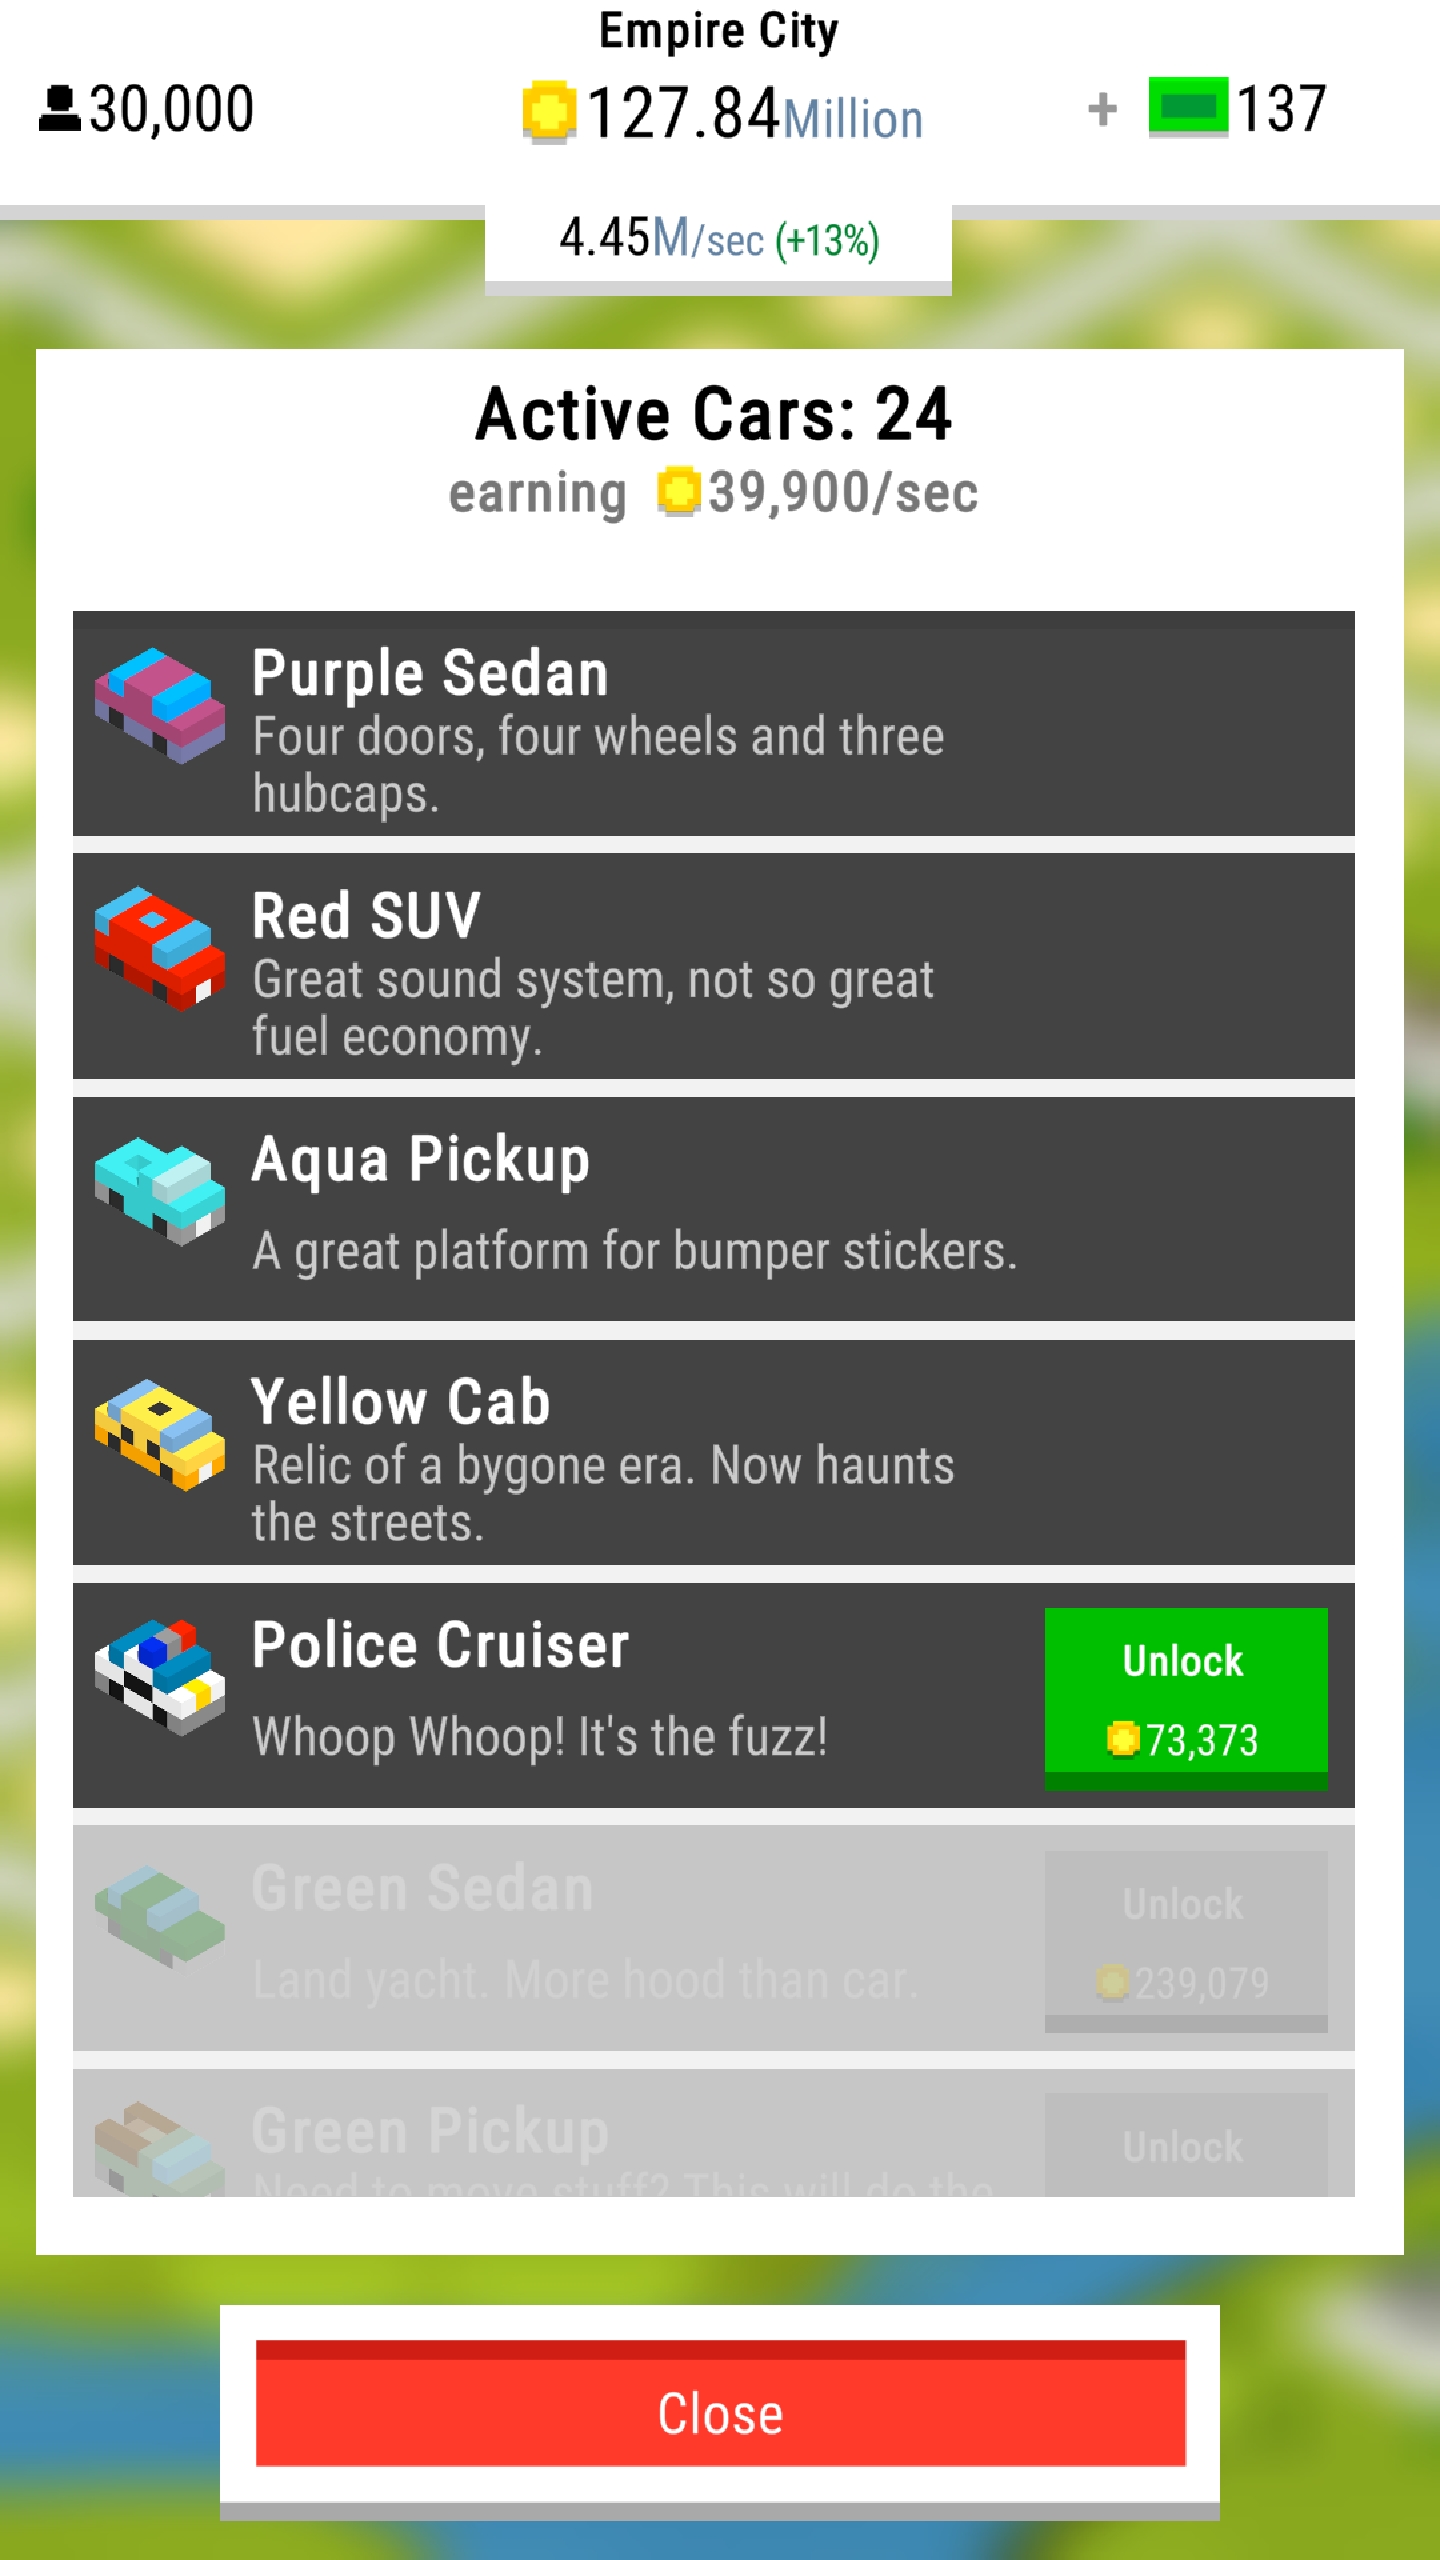 Empire City
30,000
127.84Million
+ 137
4.45M/sec (+13%)
Active Cars: 24
earning 39,900/sec
Purple Sedan
Four doors, four wheels and three
hubcaps.
Red SUV
Great sound system, not so great
fuel economy.
Aqua Pickup
A great platform for bumper stickers.
Yellow Cab
Relic of a bygone era. Now haunts
the streets.
Police Cruiser
Whoop Whoop! It's the fuzz!
Unlock
73,373
Green Sedan
Land yacht. More hood than car.
Unlock
239,079
Green Pickup
Need to move stuff? This will do the
Unlock
Close